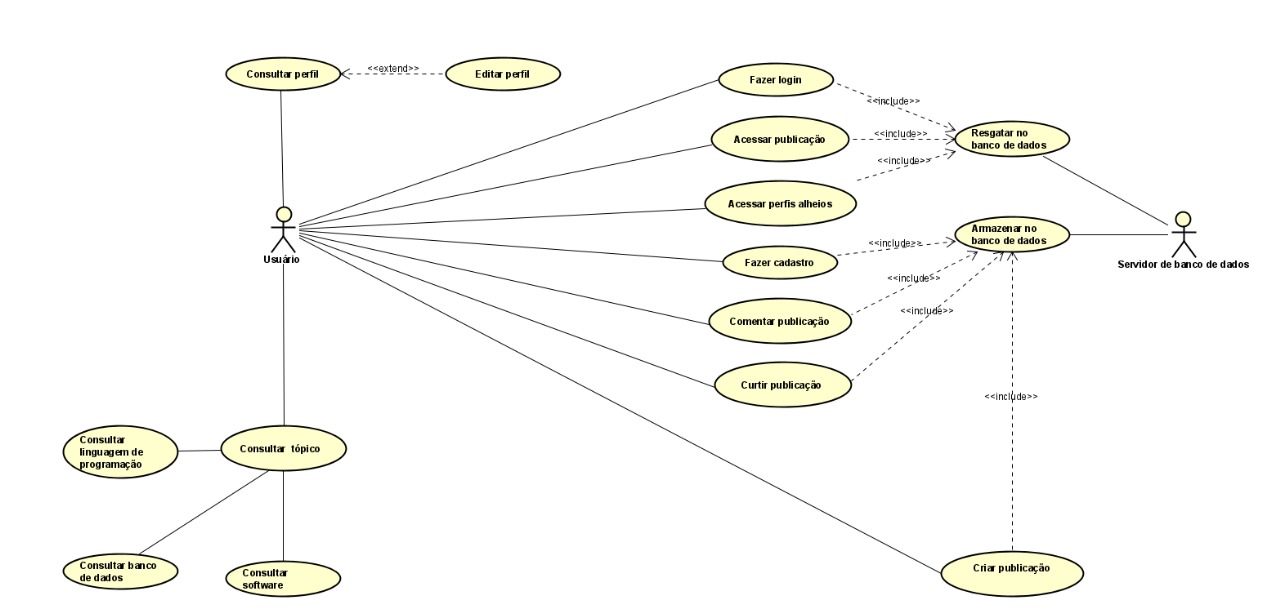 Consultar perfil
<<extend>>
Editar perfil
Fazer login
<<include>>
Acessar publicação
<<include>>
Resgatar no
banco de dados
<<include>>
Acessar perfis alheios
Usuário
Armazenar no
banco de dados
Fazer cadastro
<<include>>
Servidor de banco de dados
<<include>>
Comentar publicação
<<include>>
Curtir publicação
<<include>>
Consultar
linguagem de
programação
Consultar tópico
Consultar banco
de dados
Consultar
software
Criar publicação